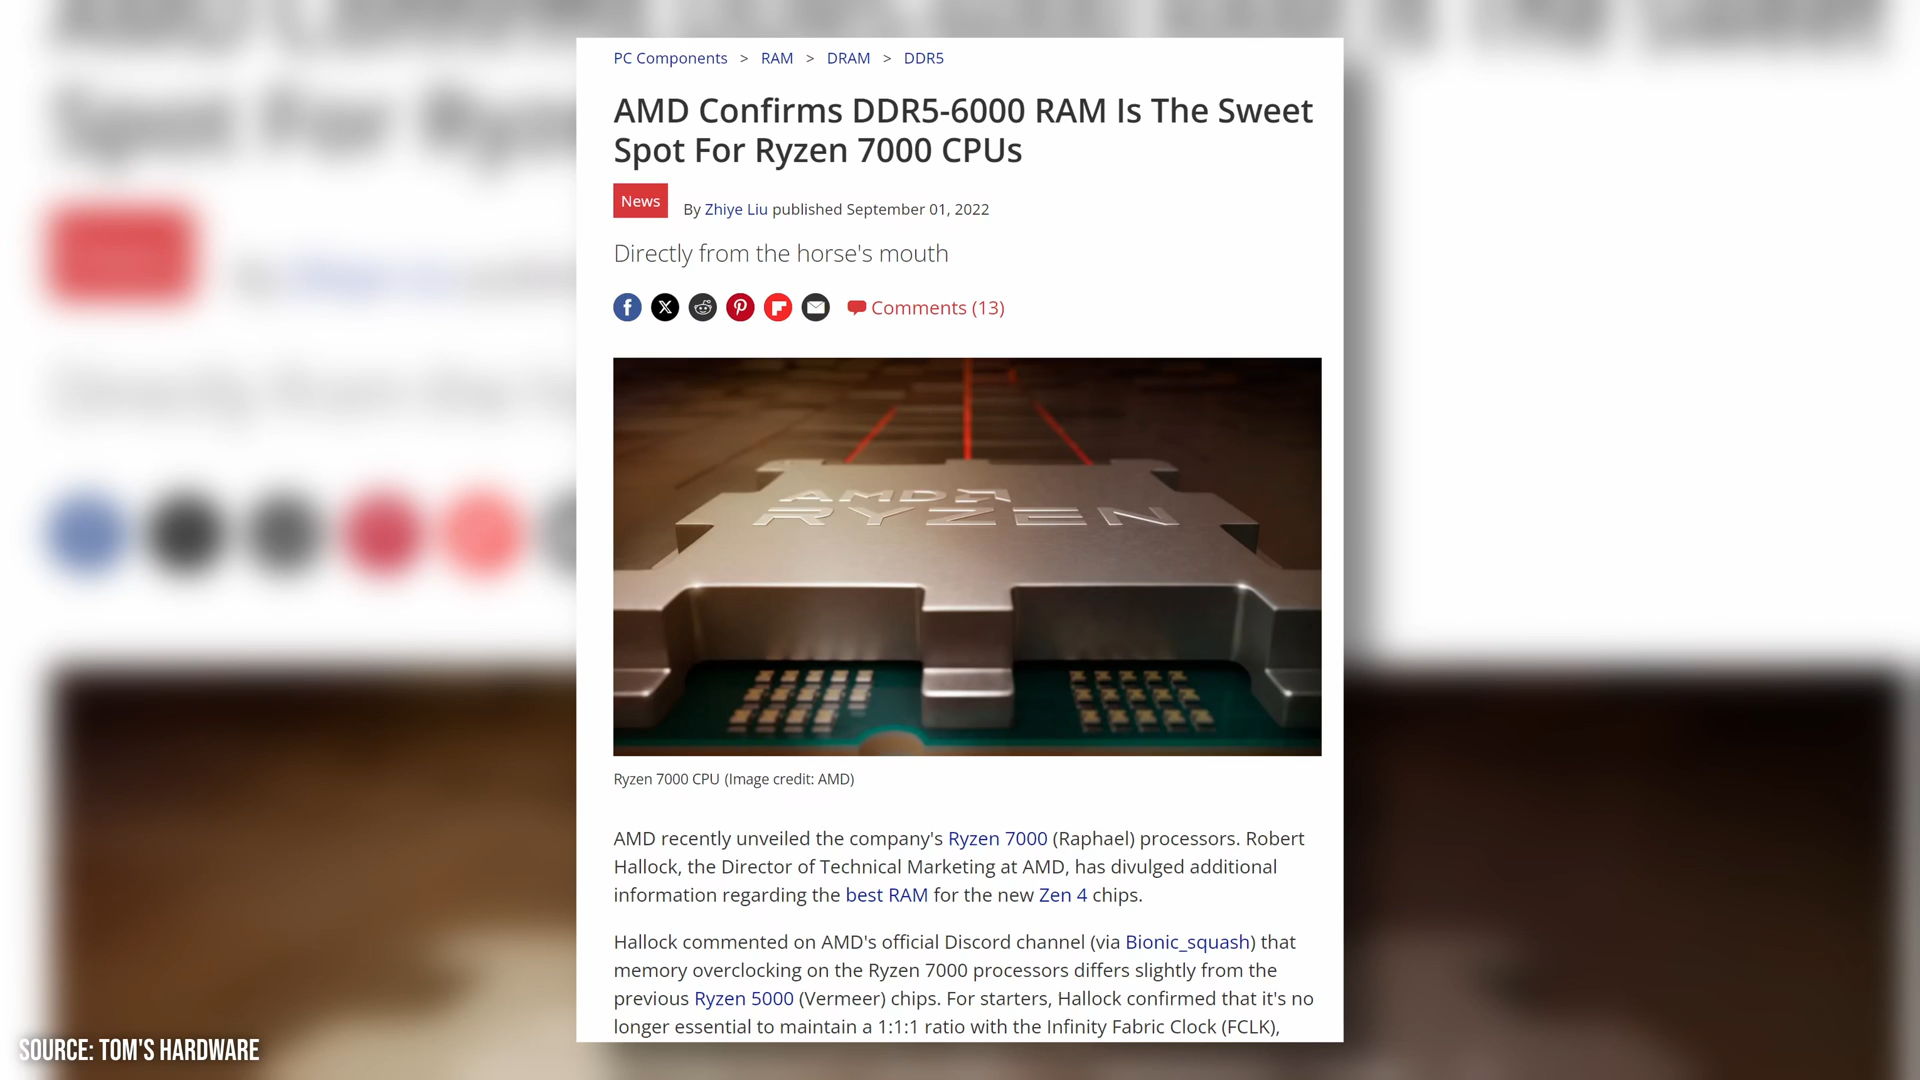 PC Components > RAM > DRAM > DDR5
AMD Confirms DDR5-6000 RAM Is The Sweet
Spot For Ryzen 7000 CPUs
News
By Zhiye Liu published September 01, 2022
Directly from the horse's mouth
Comments (13)
AMD
RYZEN
Ryzen 7000 CPU (Image credit: AMD)
AMD recently unveiled the company's Ryzen 7000 (Raphael) processors. Robert
Hallock, the Director of Technical Marketing at AMD, has divulged additional
information regarding the best RAM for the new Zen 4 chips.
Hallock commented on AMD's official Discord channel (via Bionic_squash) that
memory overclocking on the Ryzen 7000 processors differs slightly from the
previous Ryzen 5000 (Vermeer) chips. For starters, Hallock confirmed that it's no
longer essential to maintain a 1:1:1 ratio with the Infinity Fabric Clock (FCLK),
SOURCE: TOM'S HARDWARE